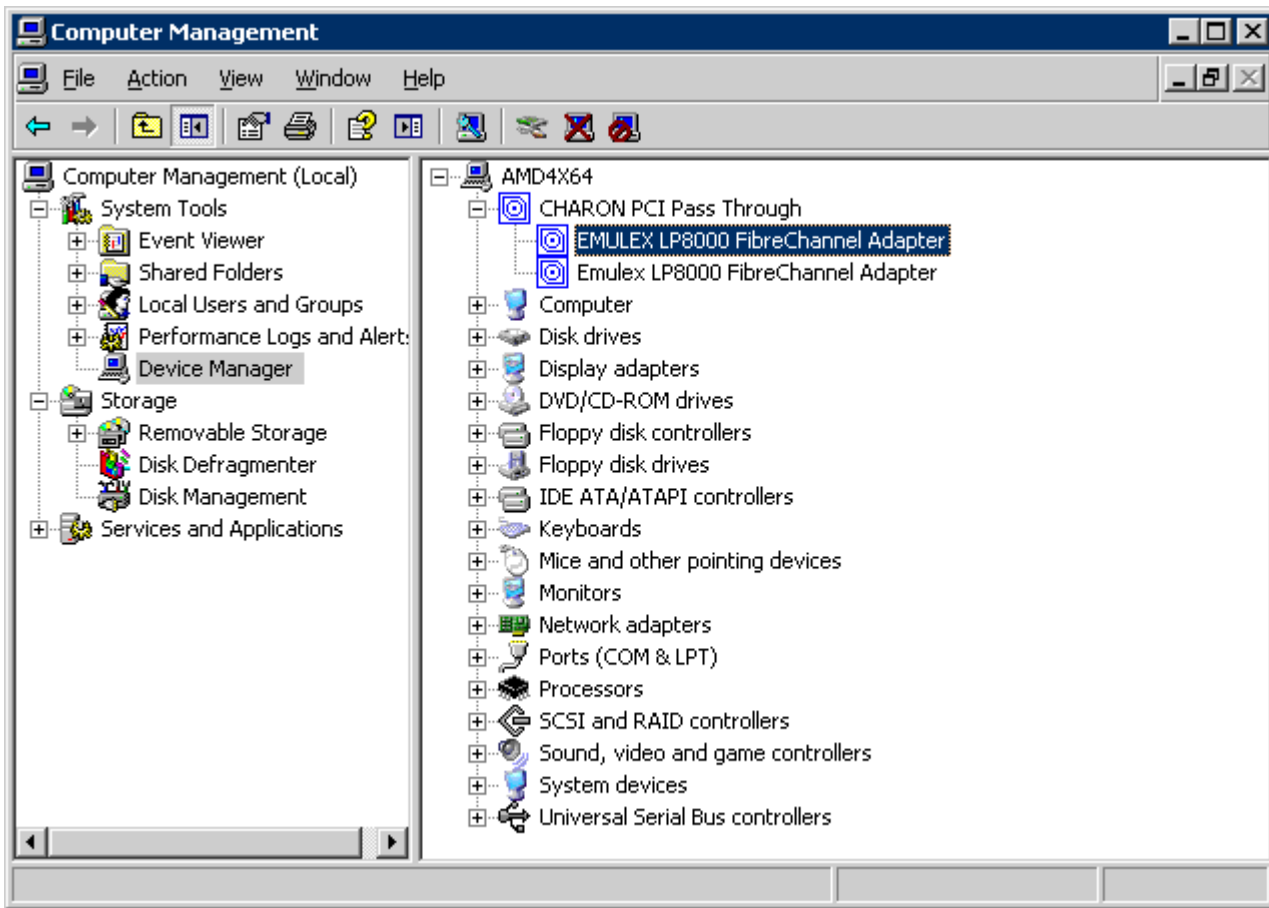 Computer Management
File Action View Window Help
Computer Management (Local)
System Tools
Event Viewer
Shared Folders
Local Users and Groups
Performance Logs and Alert
Device Manager
Storage
Removable Storage
Disk Defragmenter
Disk Management
Services and Applications
AMD4X64
CHARON PCI Pass Through
EMULEX LP8000 FibreChannel Adapter
Emulex LP8000 FibreChannel Adapter
Computer
Disk drives
Display adapters
DVD/CD-ROM drives
Floppy disk controllers
Floppy disk drives
IDE ATA/ATAPI controllers
Keyboards
Mice and other pointing devices
Monitors
Network adapters
Ports (COM & LPT)
Processors
SCSI and RAID controllers
Sound, video and game controllers
System devices
Universal Serial Bus controllers